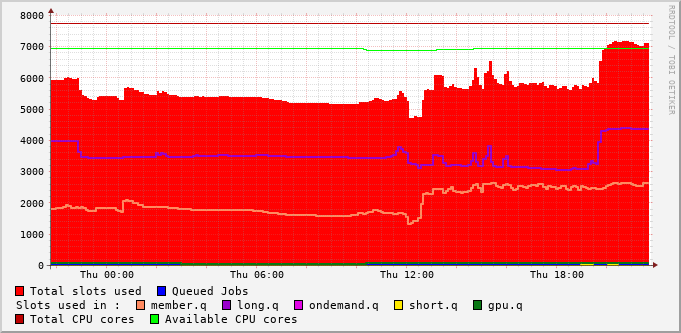 8000
7000
6000
5000
4000
3000
2000
1000
0
Thu 00:00 Thu 06:00 Thu 12:00 Thu 18:00
Total slots used Queued Jobs
Slots used in : member.q long.q ondemand.q short.q gpu.q
Total CPU cores Available CPU cores
RRDTOOL / TOBI OETIKER